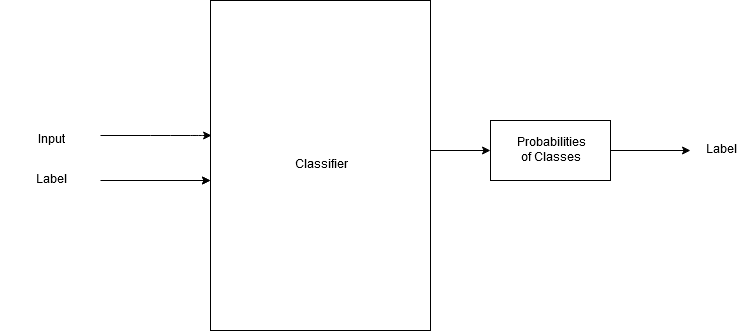 Input
Label
Classifier
Probabilities
of Classes
Label